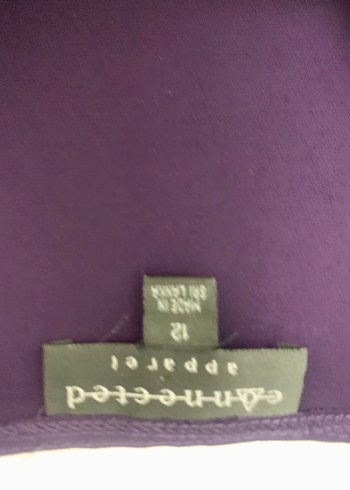 connected
apparel
12
MADE IN
SRI LANKA